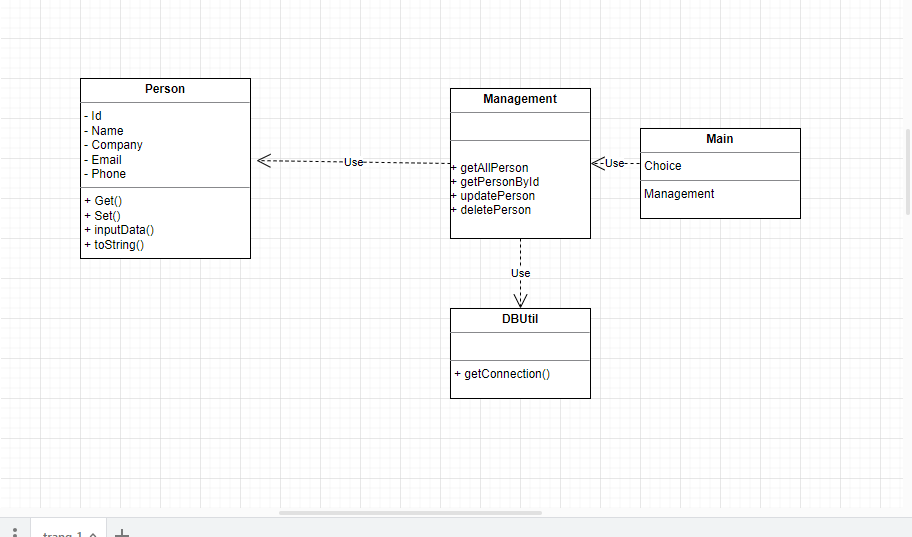 Person
- Id
- Name
- Company
- Email
- Phone
+ Get()
+ Set()
+ inputData()
+ toString()
Use
Management
+ getAllPerson
+ getPersonById
+ updatePerson
+ deletePerson
Use
Main
Choice
Management
Use
DBUtil
+ getConnection()